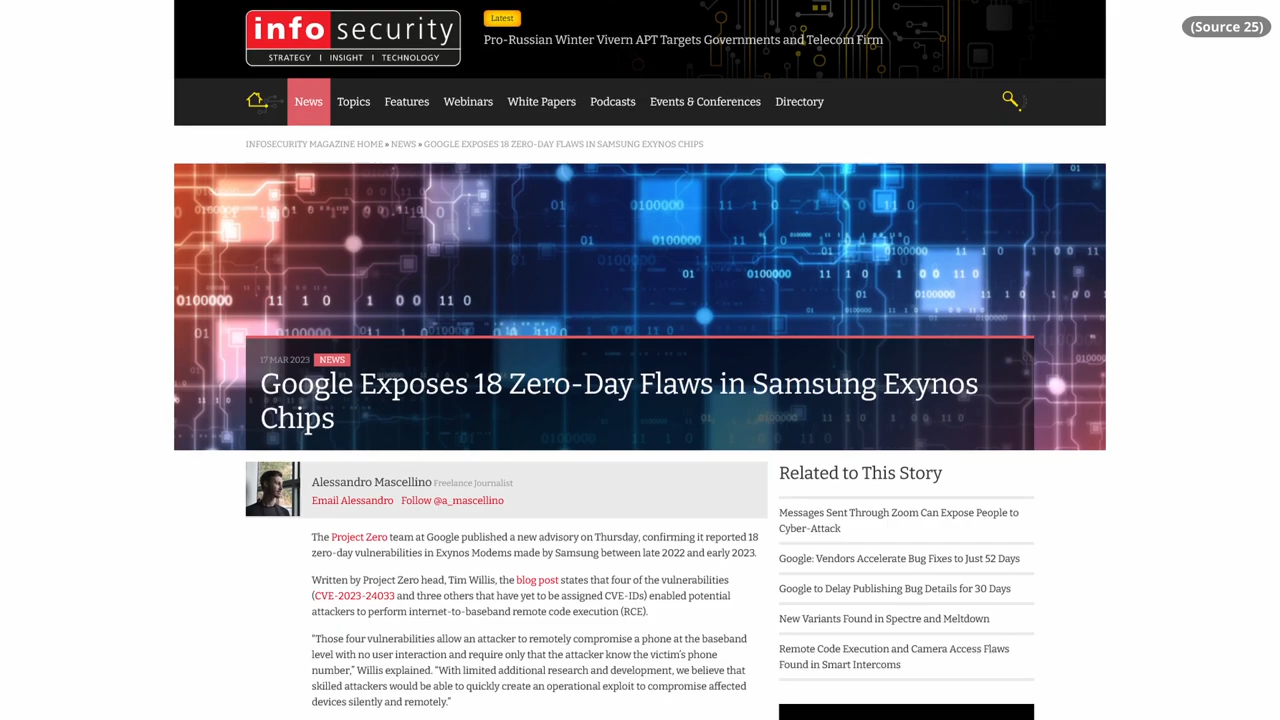 info security
STRATEGY | INSIGHT | TECHNOLOGY
Latest
Pro-Russian Winter Vivern APT Targets Governments and Telecom Firm
(Source 25)
News Topics Features Webinars White Papers Podcasts Events & Conferences Directory
INFOSECURITY MAGAZINE HOME » NEWS » GOOGLE EXPOSES 18 ZERO-DAY FLAWS IN SAMSUNG EXYNOS CHIPS
17 MAR 2023 NEWS
Google Exposes 18 Zero-Day Flaws in Samsung Exynos
Chips
Alessandro Mascellino Freelance Journalist
Email Alessandro Follow @a_mascellino
The Project Zero team at Google published a new advisory on Thursday, confirming it reported 18
zero-day vulnerabilities in Exynos Modems made by Samsung between late 2022 and early 2023.
Written by Project Zero head, Tim Willis, the blog post states that four of the vulnerabilities
(CVE-2023-24033 and three others that have yet to be assigned CVE-IDs) enabled potential
attackers to perform internet-to-baseband remote code execution (RCE).
"Those four vulnerabilities allow an attacker to remotely compromise a phone at the baseband
level with no user interaction and require only that the attacker know the victim's phone
number," Willis explained. "With limited additional research and development, we believe that
skilled attackers would be able to quickly create an operational exploit to compromise affected
devices silently and remotely."
Related to This Story
Messages Sent Through Zoom Can Expose People to
Cyber-Attack
Google: Vendors Accelerate Bug Fixes to Just 52 Days
Google to Delay Publishing Bug Details for 30 Days
New Variants Found in Spectre and Meltdown
Remote Code Execution and Camera Access Flaws
Found in Smart Intercoms